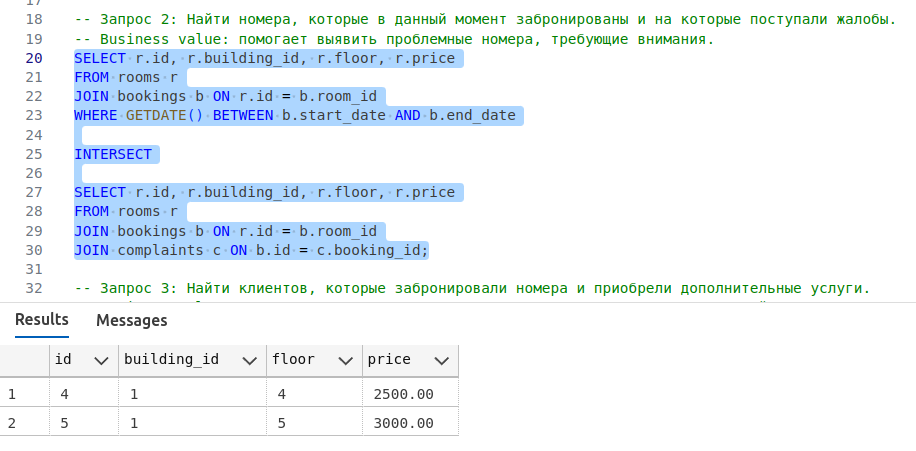 17
18 -- Запрос 2: Найти номера, которые в данный момент забронированы и на которые поступали жалобы.
19 -- Business value: помогает выявить проблемные номера, требующие внимания.
20 SELECT r.id, r.building_id, r.floor, r.price
21 FROM rooms r
22 JOIN bookings b ON r.id = b.room_id
23 WHERE GETDATE() BETWEEN b.start_date AND b.end_date
24
25 INTERSECT
26
27 SELECT r.id, r.building_id, r.floor, r.price
28 FROM rooms r
29 JOIN bookings b ON r.id = b.room_id
30 JOIN complaints c ON b.id = c.booking_id;
31
32 -- Запрос 3: Найти клиентов, которые забронировали номера и приобрели дополнительные услуги.
Results Messages
id building_id floor price
1 4 1 4 2500.00
2 5 1 5 3000.00